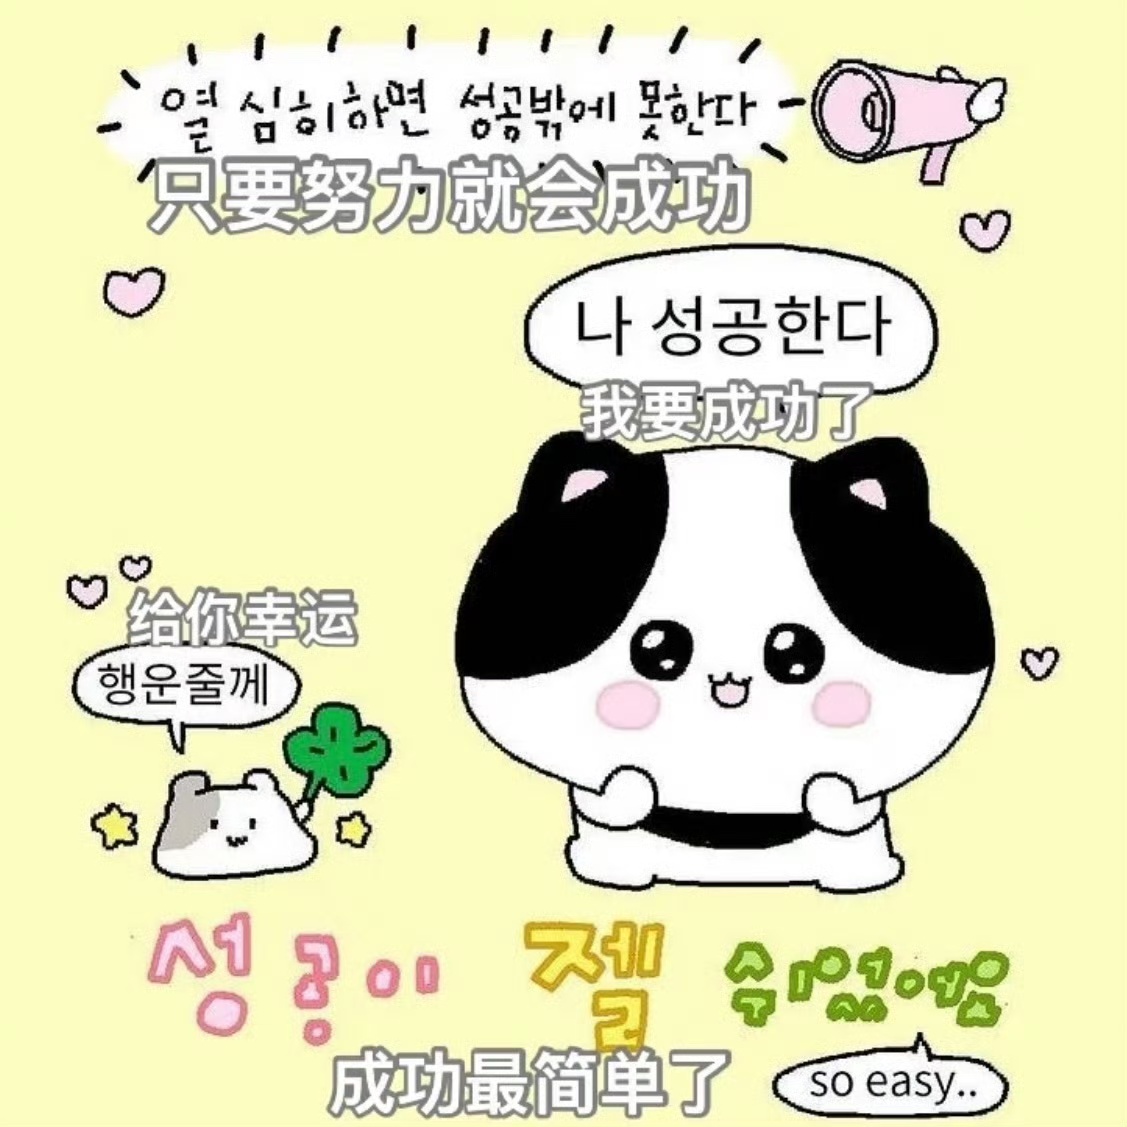 열심히하면 성공밖에 못한다
只要努力就会成功
나 성공한다
我要成功了
给你幸运
행운줄께
성공이 젤 쉬웠어욤
成功最简单了
so easy..